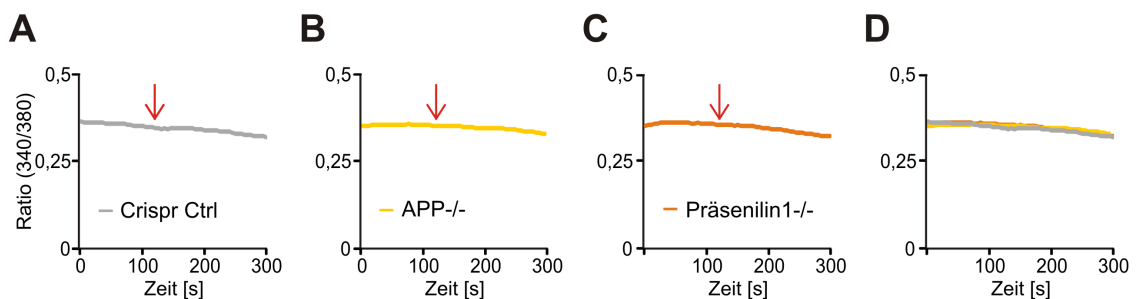 A
B
C
D
Ratio (340/380)
0,5
0,25
0
Crispr Ctrl
0 100 200 300
Zeit [s]
0,5
0,25
0
APP-/-
0 100 200 300
Zeit [s]
0,5
0,25
0
Präsenilin1-/-
100 200 300
Zeit [s]
0,5
0,25
0
100 200 300
Zeit [s]